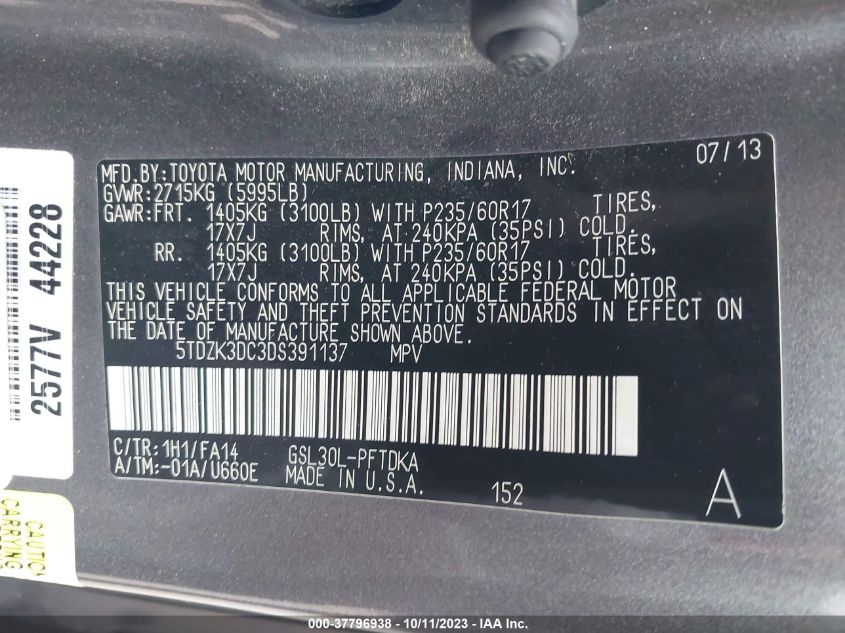 MFD.BY:TOYOTA MOTOR MANUFACTURING, INDIANA, INC. 07/13
GVWR:2715KG (5995LB)
GAWR:FRT. 1405KG (3100LB) WITH P235/60R17 TIRES,
17X7J RIMS, AT 240KPA (35PSI) COLD.
RR. 1405KG (3100LB) WITH P235/60R17 TIRES,
17X7J RIMS, AT 240KPA (35PSI) COLD.
THIS VEHICLE CONFORMS TO ALL APPLICABLE FEDERAL MOTOR
VEHICLE SAFETY AND THEFT PREVENTION STANDARDS IN EFFECT ON
THE DATE OF MANUFACTURE SHOWN ABOVE.
5TDZK3DC3DS391137 MPV
C/TR:1H1/FA14 GSL30L-PFTDKA
A/TM:-01A/U660E MADE IN U.S.A. 152 A
2577V 44228
CAUTI
CARRYING
000-37796938 - 10/11/2023 - IAA Inc.